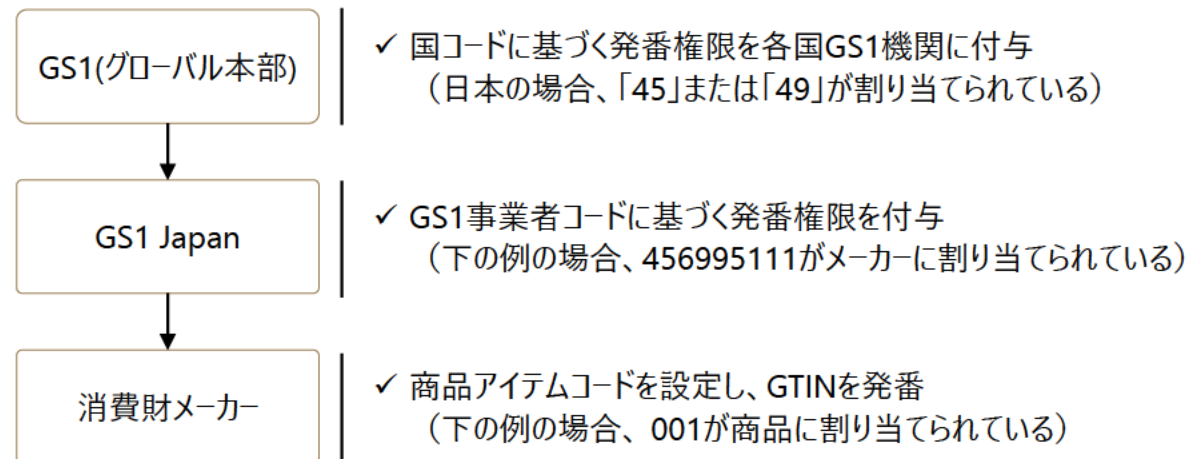 GS1(グローバル本部)
✓ 国コードに基づく発番権限を各国GS1機関に付与
（日本の場合、「45」または「49」が割り当てられている）
GS1 Japan
✓ GS1事業者コードに基づく発番権限を付与
（下の例の場合、456995111がメーカーに割り当てられている）
消費財メーカー
✓ 商品アイテムコードを設定し、GTINを発番
（下の例の場合、001が商品に割り当てられている）